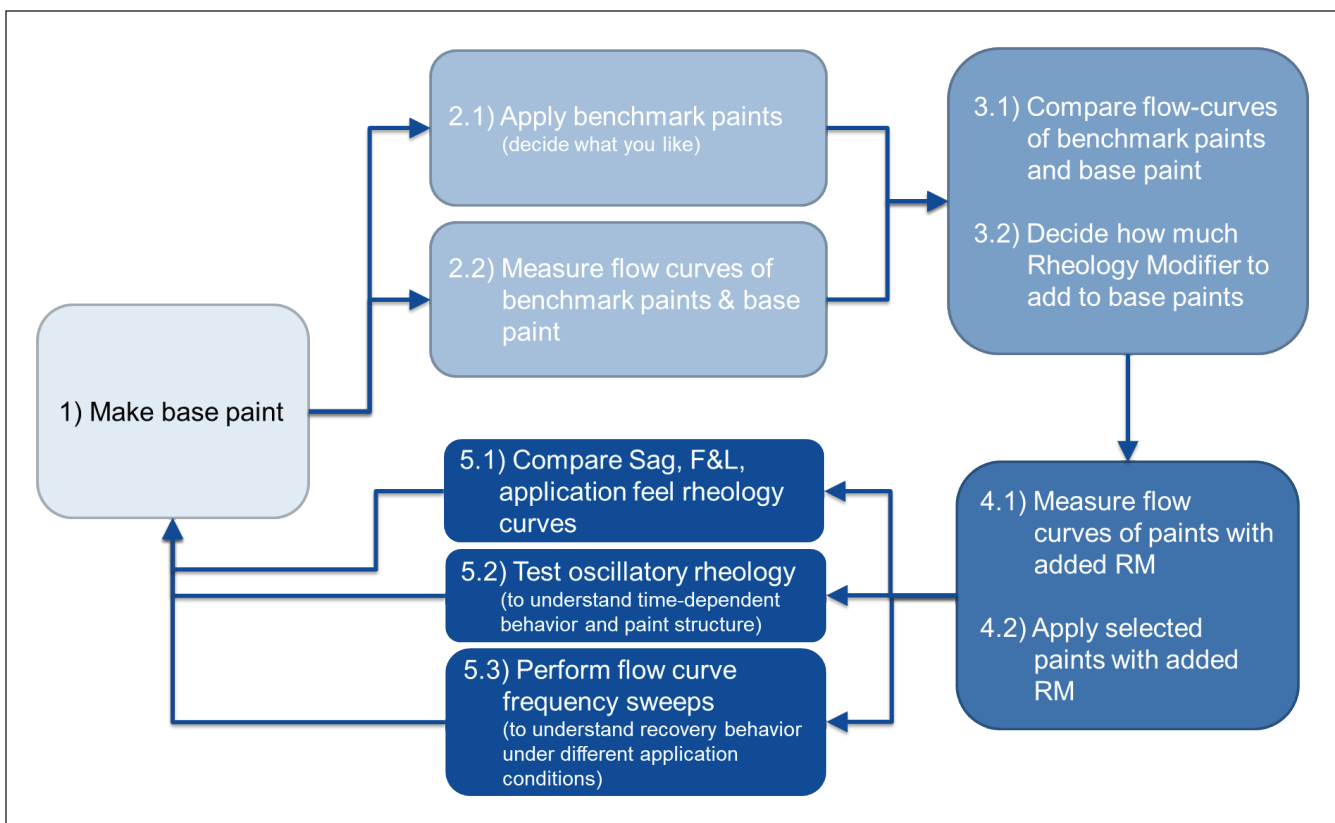 1) Make base paint
2.1) Apply benchmark paints
(decide what you like)
2.2) Measure flow curves of
benchmark paints & base
paint
3.1) Compare flow-curves
of benchmark paints
and base paint
3.2) Decide how much
Rheology Modifier to
add to base paints
4.1) Measure flow
curves of paints with
added RM
4.2) Apply selected
paints with added
RM
5.1) Compare Sag, F&L,
application feel rheology
curves
5.2) Test oscillatory rheology
(to understand time-dependent
behavior and paint structure)
5.3) Perform flow curve
frequency sweeps
(to understand recovery behavior
under different application
conditions)